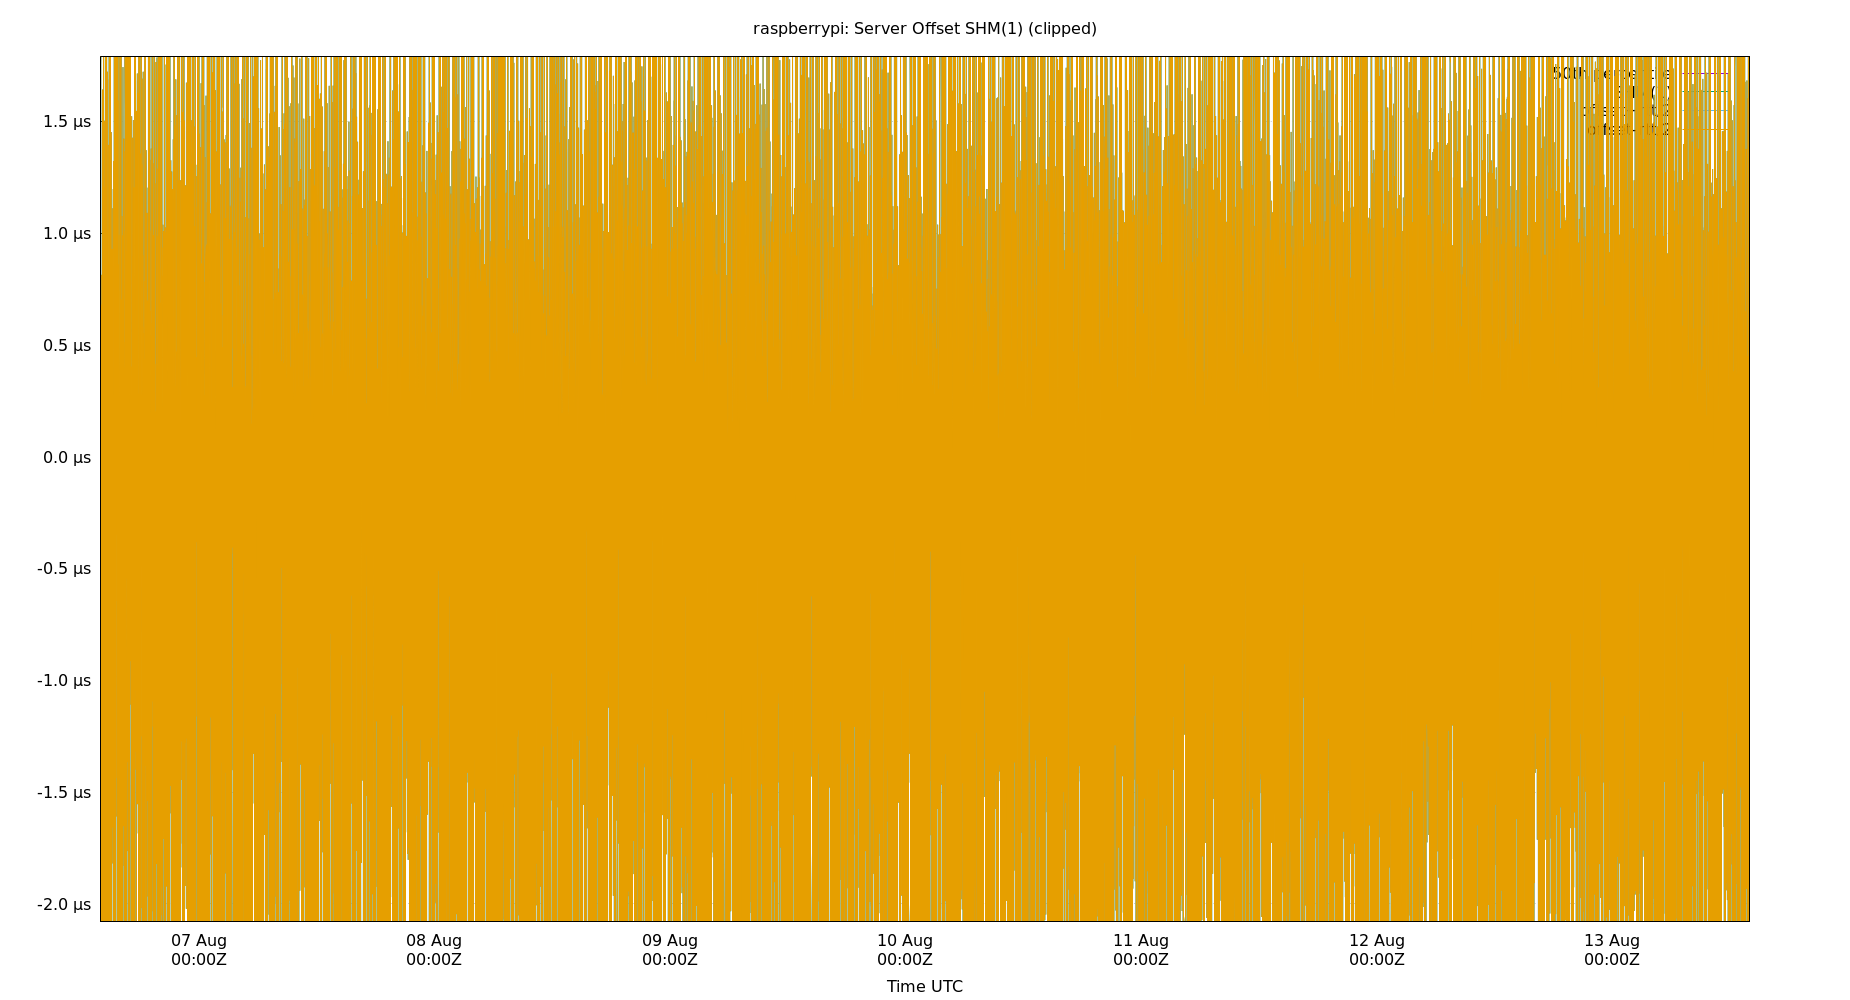 raspberrypi: Server Offset SHM(1) (clipped)
50th percentile
1.5 µs
1.0 µs
0.5 µs
0.0 µs
-0.5 µs
-1.0 µs
-1.5 µs
-2.0 µs
07 Aug 08 Aug 09 Aug 10 Aug 11 Aug 12 Aug 13 Aug
00:00Z 00:00Z 00:00Z 00:00Z 00:00Z 00:00Z 00:00Z
Time UTC